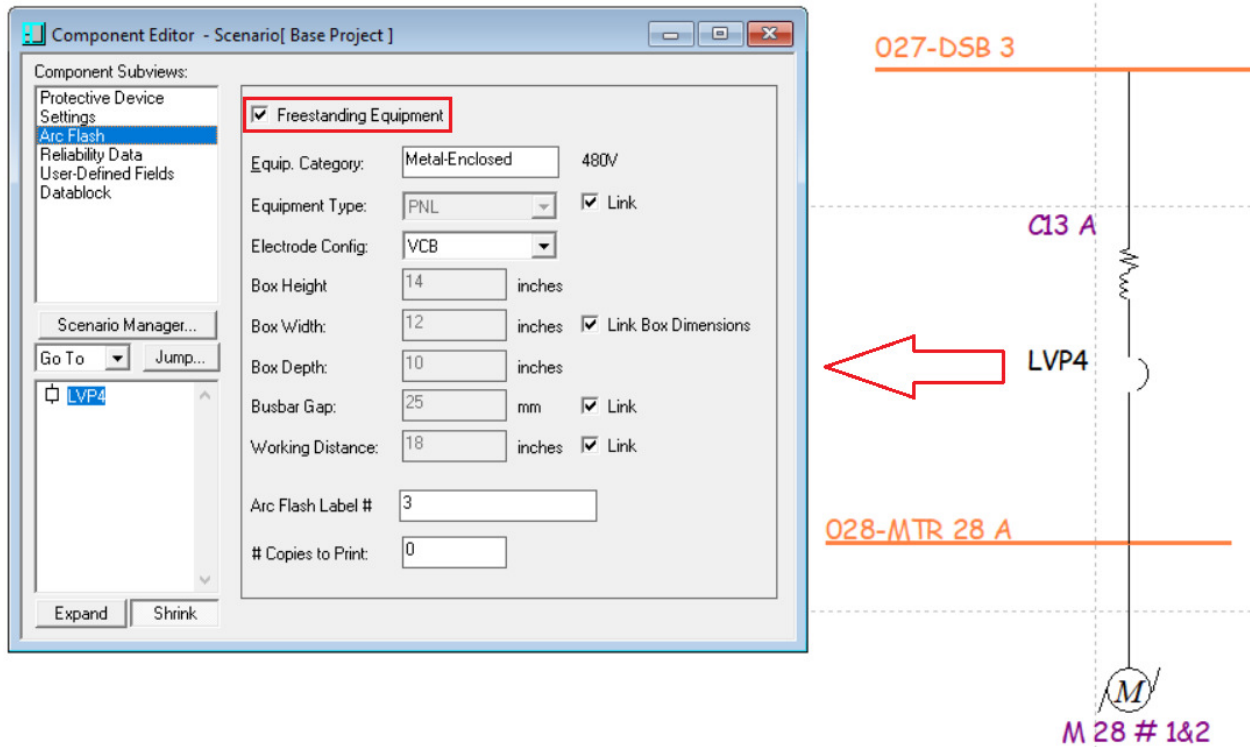 Component Editor - Scenario[ Base Project ]
Component Subviews:
Protective Device
Settings
Arc Flash
Reliability Data
User-Defined Fields
Datablock
Scenario Manager...
Go To
Jump...
LVP4
Expand
Shrink
Freestanding Equipment
Equip. Category: Metal-Enclosed 480V
Equipment Type: PNL Link
Electrode Config: VCB
Box Height 14 inches
Box Width: 12 inches Link Box Dimensions
Box Depth: 10 inches
Busbar Gap: 25 mm Link
Working Distance: 18 inches Link
Arc Flash Label # 3
# Copies to Print: 0
027-DSB 3
C13 A
LVP4
028-MTR 28 A
M
M 28 # 1&2